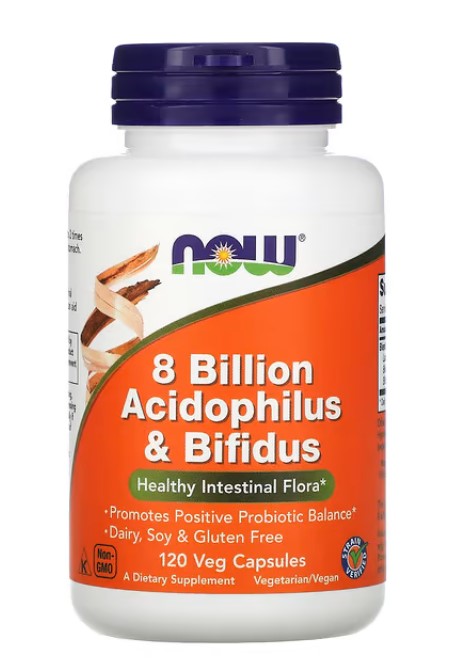 NOW®
8 Billion
Acidophilus
& Bifidus
Healthy Intestinal Flora*
•Promotes Positive Probiotic Balance*
•Dairy, Soy & Gluten Free
120 Veg Capsules
A Dietary Supplement Vegetarian/Vegan
K
Non-
GMO
STRAIN
VERIFIED
times